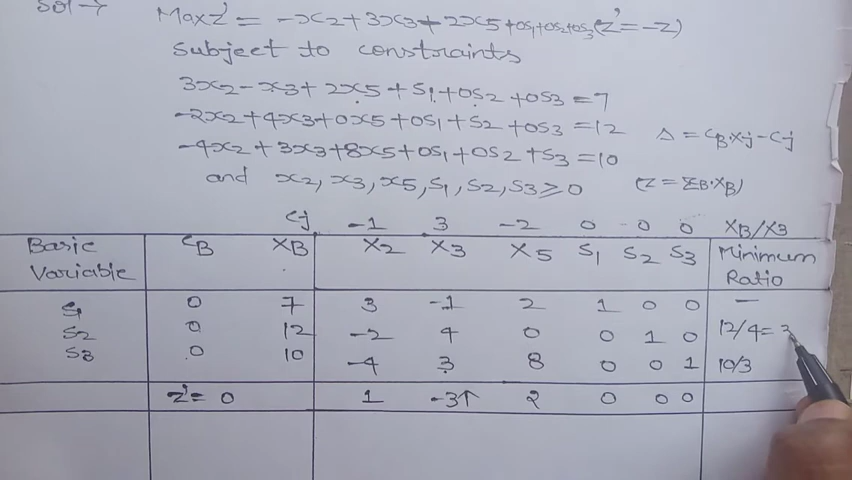 Sol →
Max z' = -x2 + 3x3 - 2x5 + 0s1 + 0s2 + 0s3 (z' = -z)
Subject to constraints
3x2 - x3 + 2x5 + s1 + 0s2 + 0s3 = 7
-2x2 + 4x3 + 0x5 + 0s1 + s2 + 0s3 = 12 Δ = CB·xj - Cj
-4x2 + 3x3 + 8x5 + 0s1 + 0s2 + s3 = 10
and x2, x3, x5, s1, s2, s3 ≥ 0 (Z = ΣB·XB)
Cj -1 3 -2 0 0 0 XB/X3
Basic Variable CB XB X2 X3 X5 S1 S2 S3 Minimum Ratio
S1 0 7 3 -1 2 1 0 0 —
S2 0 12 -2 4 0 0 1 0 12/4 = 3
S3 0 10 -4 3 8 0 0 1 10/3
z' = 0 1 -3↑ 2 0 0 0